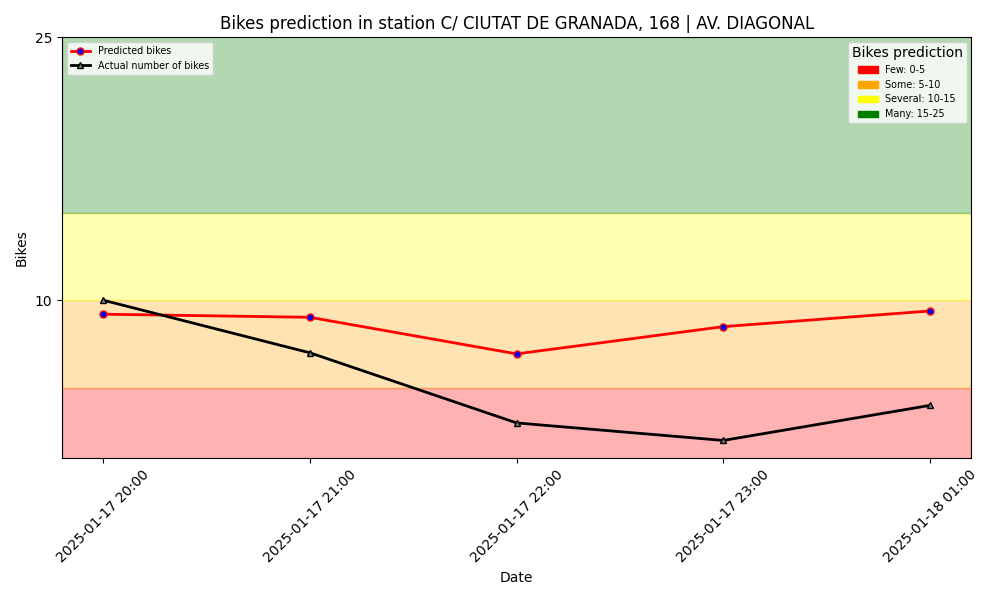 Bikes prediction in station C/ CIUTAT DE GRANADA, 168 | AV. DIAGONAL
25
Predicted bikes
Actual number of bikes
Bikes prediction
Few: 0-5
Some: 5-10
Several: 10-15
Many: 15-25
Bikes
10
2025-01-17 20:00
2025-01-17 21:00
2025-01-17 22:00
2025-01-17 23:00
2025-01-18 01:00
Date